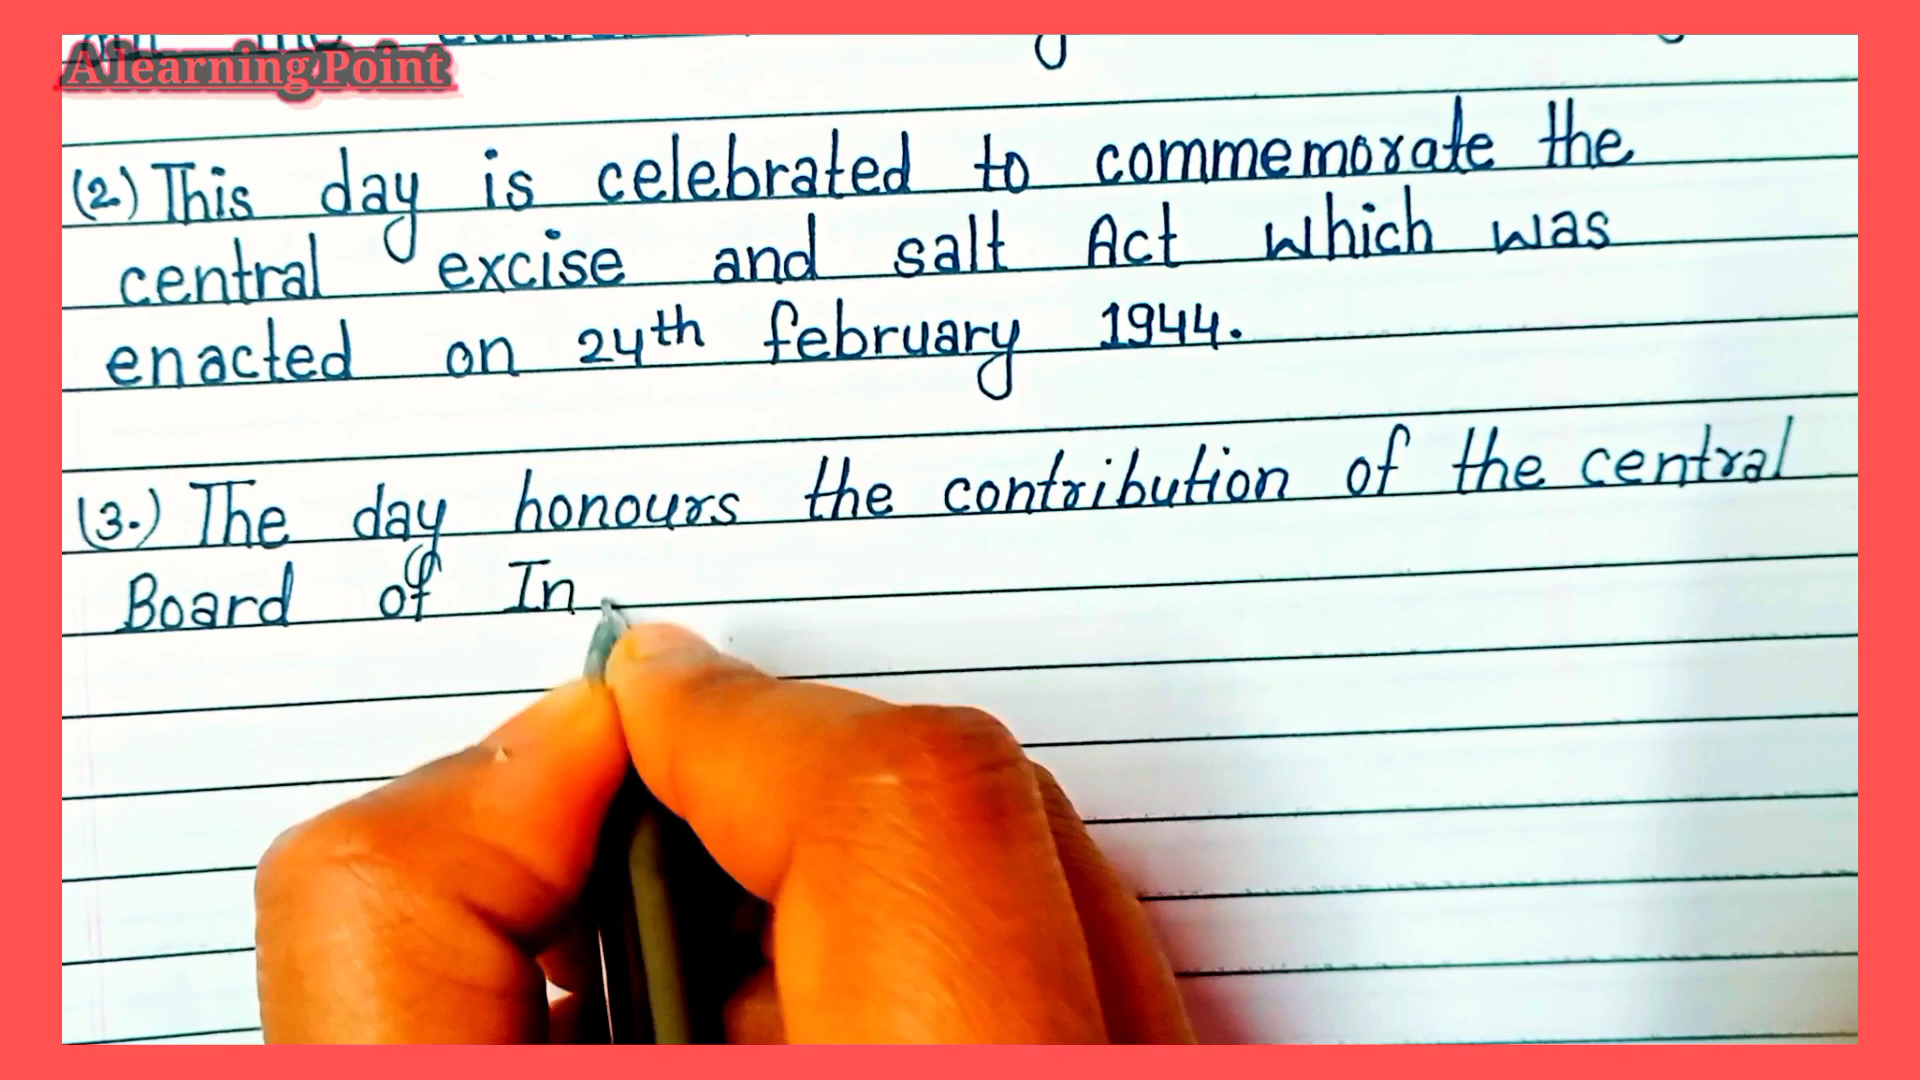 A learning Point
(2.) This day is celebrated to commemorate the
central excise and salt Act which was
enacted on 24th february 1944.
(3.) The day honours the contribution of the central
Board of In